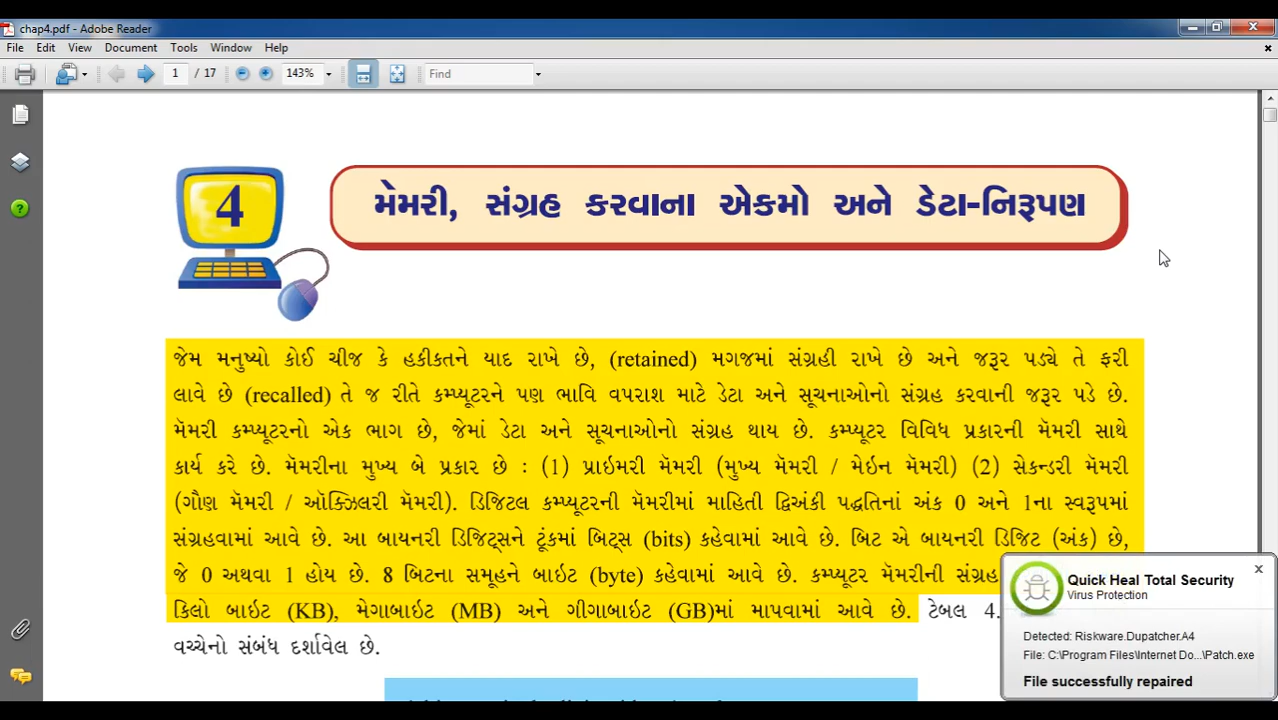 chap4.pdf - Adobe Reader
File Edit View Document Tools Window Help
1 / 17 143% Find
4
મેમરી, સંગ્રહ કરવાના એકમો અને ડેટા-નિરૂપણ
જેમ મનુષ્યો કોઈ ચીજ કે હકીકતને યાદ રાખે છે, (retained) મગજમાં સંગ્રહી રાખે છે અને જરૂર પડ્યે તે ફરી
લાવે છે (recalled) તે જ રીતે કમ્પ્યૂટરને પણ ભાવિ વપરાશ માટે ડેટા અને સૂચનાઓનો સંગ્રહ કરવાની જરૂર પડે છે.
મૅમરી કમ્પ્યૂટરનો એક ભાગ છે, જેમાં ડેટા અને સૂચનાઓનો સંગ્રહ થાય છે. કમ્પ્યૂટર વિવિધ પ્રકારની મૅમરી સાથે
કાર્ય કરે છે. મૅમરીના મુખ્ય બે પ્રકાર છે : (1) પ્રાઇમરી મૅમરી (મુખ્ય મૅમરી / મેઇન મૅમરી) (2) સેકન્ડરી મૅમરી
(ગૌણ મૅમરી / ઑક્ઝિલરી મૅમરી). ડિજિટલ કમ્પ્યૂટરની મૅમરીમાં માહિતી દ્વિઅંકી પદ્ધતિનાં અંક 0 અને 1ના સ્વરૂપમાં
સંગ્રહવામાં આવે છે. આ બાયનરી ડિજિટ્સને ટૂંકમાં બિટ્સ (bits) કહેવામાં આવે છે. બિટ એ બાયનરી ડિજિટ (અંક) છે,
જે 0 અથવા 1 હોય છે. 8 બિટના સમૂહને બાઇટ (byte) કહેવામાં આવે છે. કમ્પ્યૂટર મૅમરીની સંગ્રહ
કિલો બાઇટ (KB), મેગાબાઇટ (MB) અને ગીગાબાઇટ (GB)માં માપવામાં આવે છે. ટેબલ 4.
વચ્ચેનો સંબંધ દર્શાવેલ છે.
Quick Heal Total Security
Virus Protection
Detected: Riskware.Dupatcher.A4
File: C:\Program Files\Internet Do...\Patch.exe
File successfully repaired